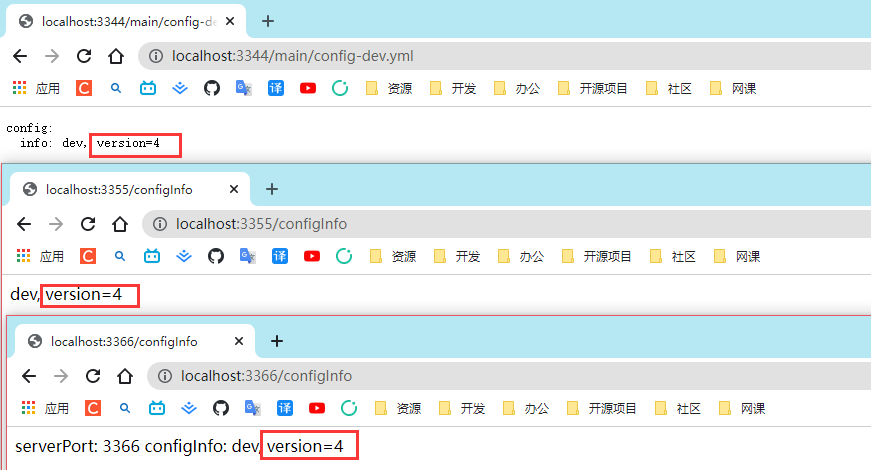 localhost:3344/main/config-de
localhost:3344/main/config-dev.yml
应用 C 译 资源 开发 办公 开源项目 社区 网课
config:
info: dev, version=4
localhost:3355/configInfo
localhost:3355/configInfo
应用 C 译 资源 开发 办公 开源项目 社区 网课
dev, version=4
localhost:3366/configInfo
localhost:3366/configInfo
应用 C 译 资源 开发 办公 开源项目 社区 网课
serverPort: 3366 configInfo: dev, version=4